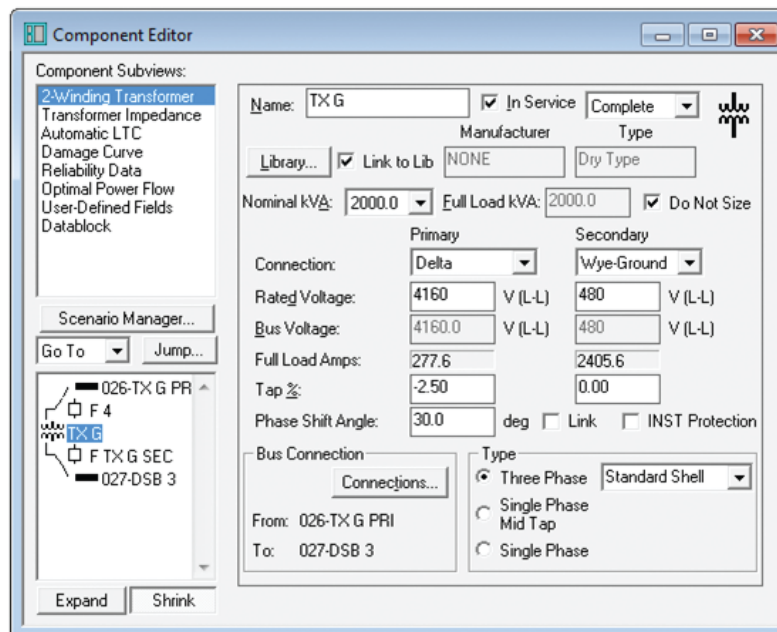 Component Editor
Component Subviews:
2-Winding Transformer
Transformer Impedance
Automatic LTC
Damage Curve
Reliability Data
Optimal Power Flow
User-Defined Fields
Datablock
Scenario Manager...
Go To Jump...
026-TX G PR
F 4
TX G
F TX G SEC
027-DSB 3
Expand Shrink
Name: TX G In Service Complete
Manufacturer Type
Library... Link to Lib NONE Dry Type
Nominal kVA: 2000.0 Full Load kVA: 2000.0 Do Not Size
Primary Secondary
Connection: Delta Wye-Ground
Rated Voltage: 4160 V (L-L) 480 V (L-L)
Bus Voltage: 4160.0 V (L-L) 480 V (L-L)
Full Load Amps: 277.6 2405.6
Tap %: -2.50 0.00
Phase Shift Angle: 30.0 deg Link INST Protection
Bus Connection
Connections...
From: 026-TX G PRI
To: 027-DSB 3
Type
Three Phase Standard Shell
Single Phase
Mid Tap
Single Phase